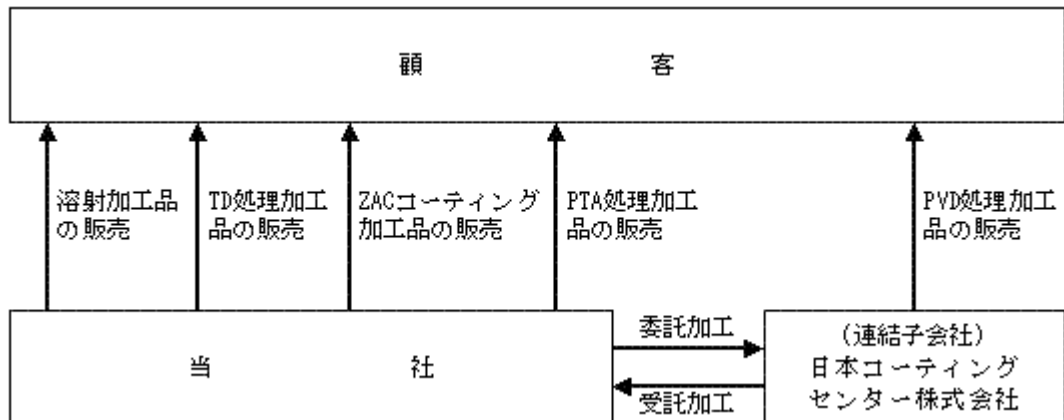 顧 客
溶射加工品
の販売
TD処理加工
品の販売
ZACコーティング
加工品の販売
PTA処理加工
品の販売
PVD処理加工
品の販売
当 社
委託加工
受託加工
(連結子会社)
日本コーティング
センター株式会社